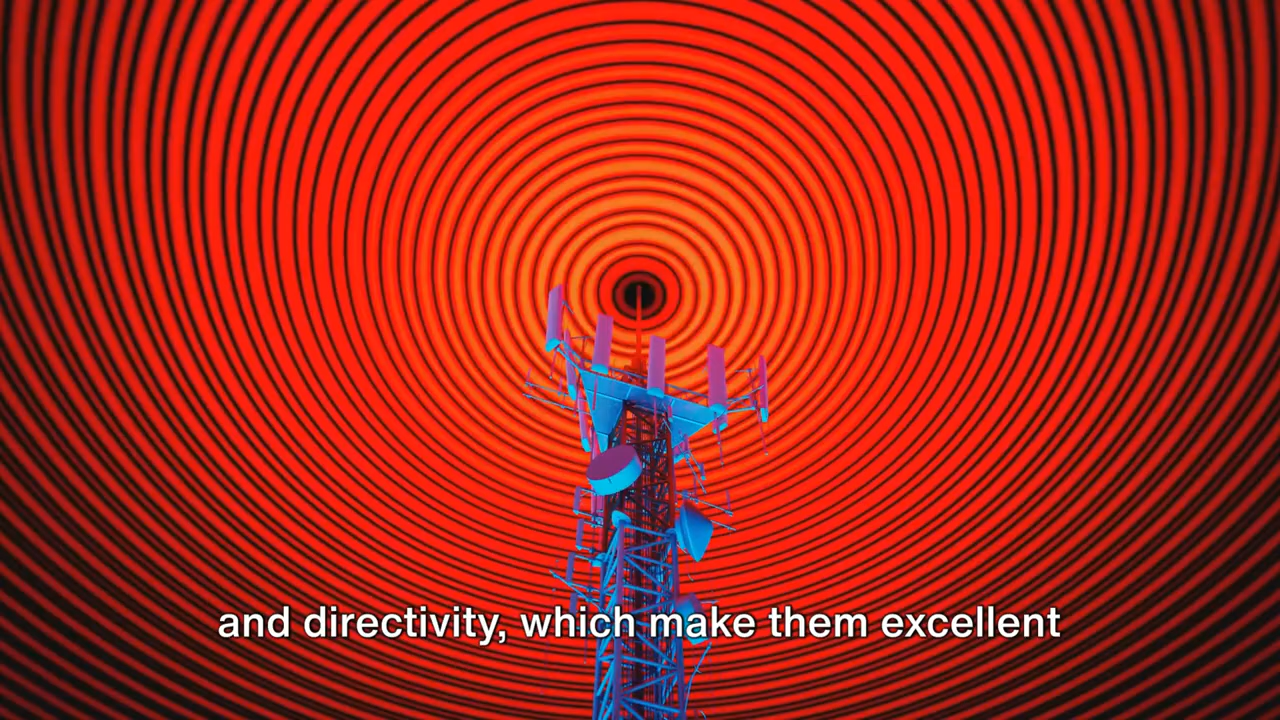 and directivity, which make them excellent